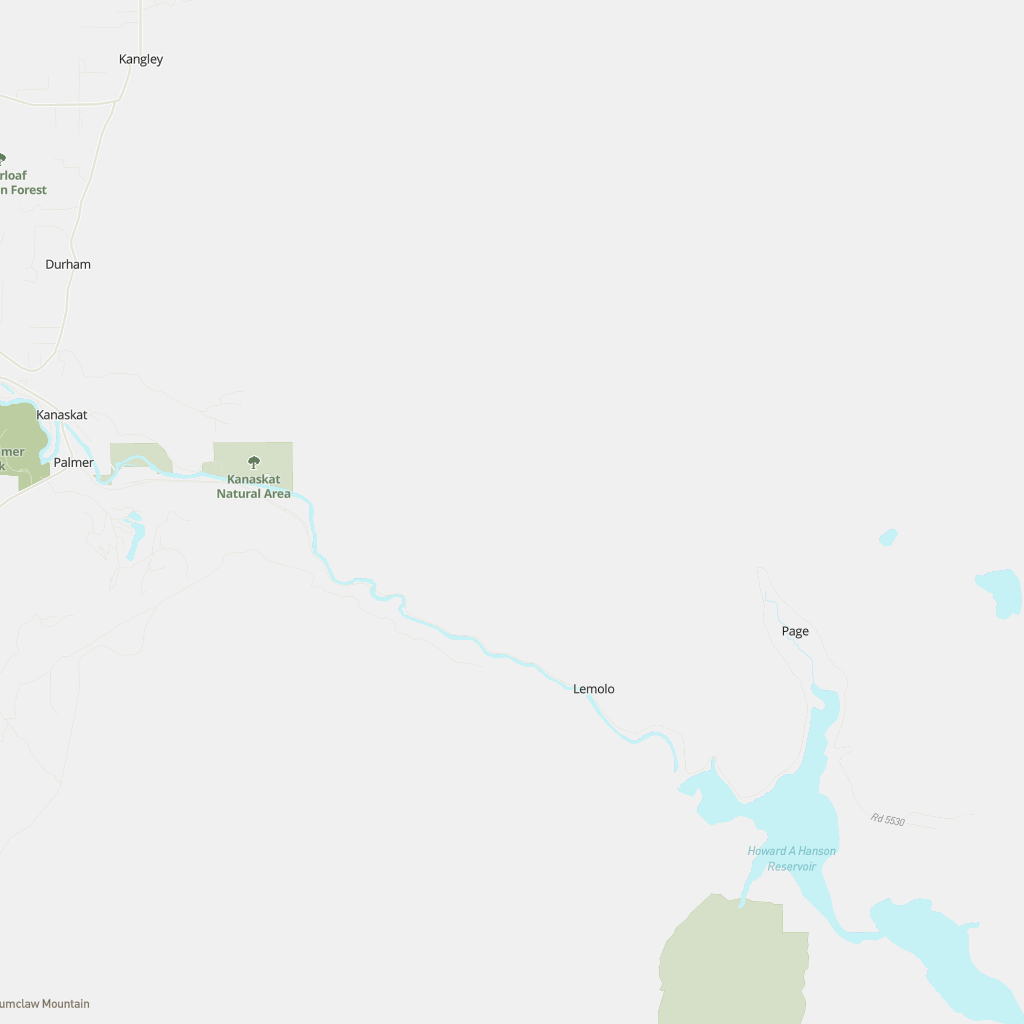 Kangley
rloaf
n Forest
Durham
Kanaskat
mer
k
Palmer
Kanaskat
Natural Area
Page
Lemolo
Rd 5530
Howard A Hanson
Reservoir
umclaw Mountain